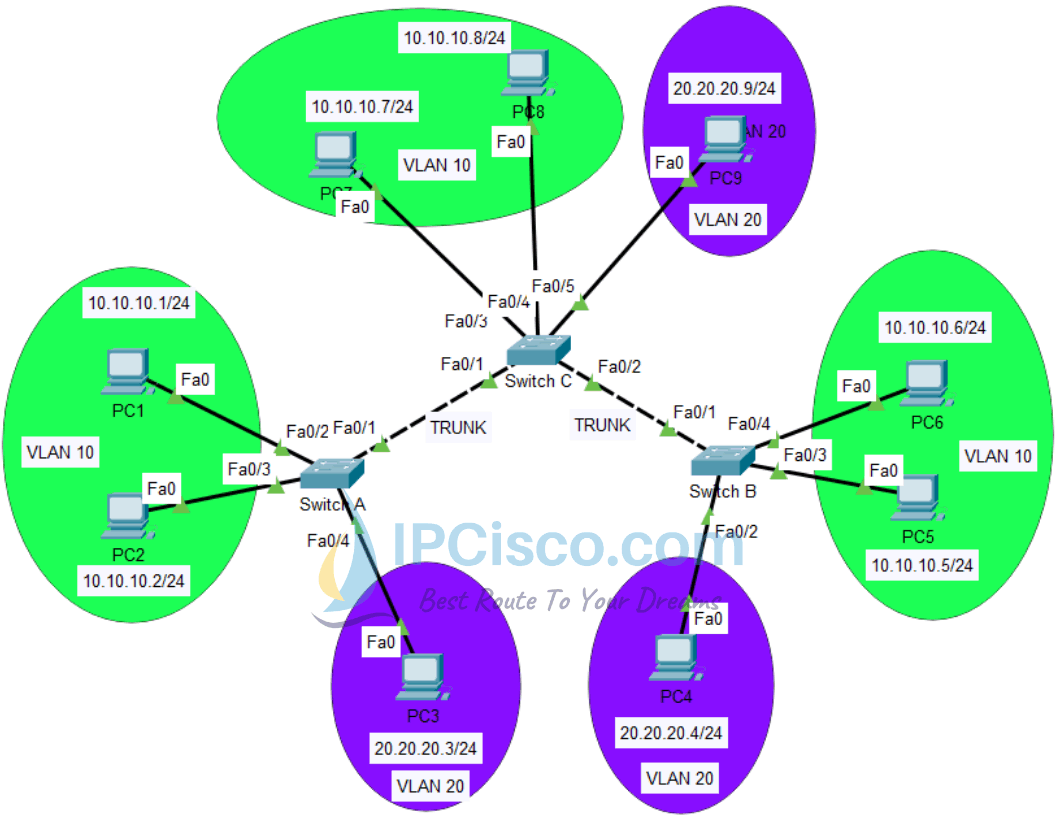 10.10.10.8/24
PC8
Fa0
10.10.10.7/24
PC7
Fa0
VLAN 10
20.20.20.9/24
VLAN 20
Fa0
PC9
VLAN 20
Fa0/5
Fa0/4
Fa0/3
Fa0/1
Switch C
Fa0/2
TRUNK
TRUNK
10.10.10.1/24
Fa0
PC1
VLAN 10
Fa0/2
Fa0/1
Fa0/3
Switch A
Fa0
PC2
10.10.10.2/24
Fa0/4
10.10.10.6/24
Fa0
PC6
Fa0/1
Fa0/4
Fa0/3
VLAN 10
Switch B
Fa0
PC5
Fa0/2
10.10.10.5/24
IPCisco.com
Best Route To Your Dreams
Fa0
PC3
20.20.20.3/24
VLAN 20
Fa0
PC4
20.20.20.4/24
VLAN 20